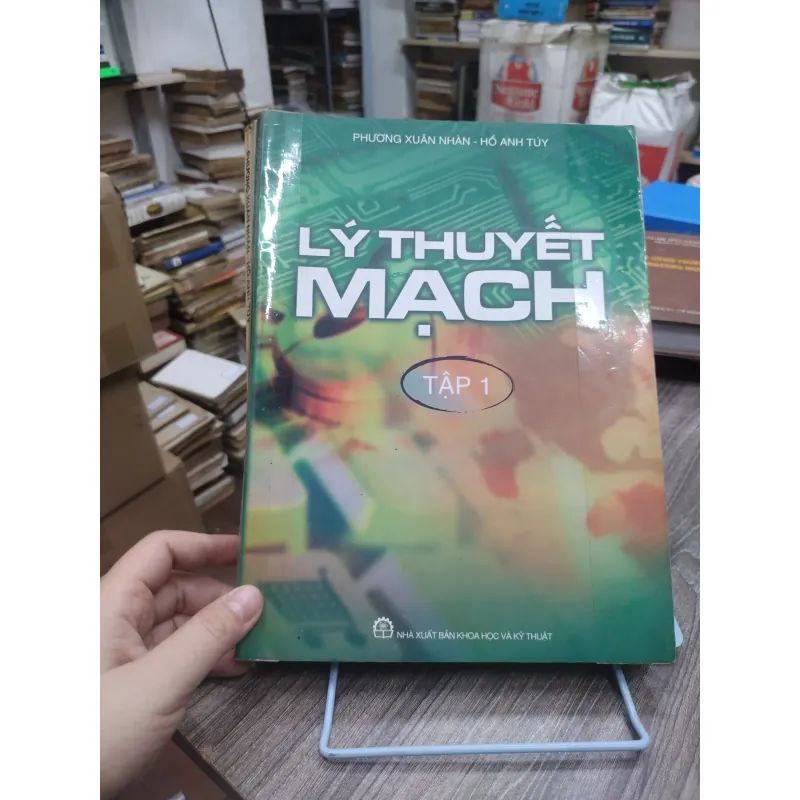 PHƯƠNG XUÂN NHÀN - HỒ ANH TÚY
LÝ THUYẾT
MẠCH
TẬP 1
NHÀ XUẤT BẢN KHOA HỌC VÀ KỸ THUẬT